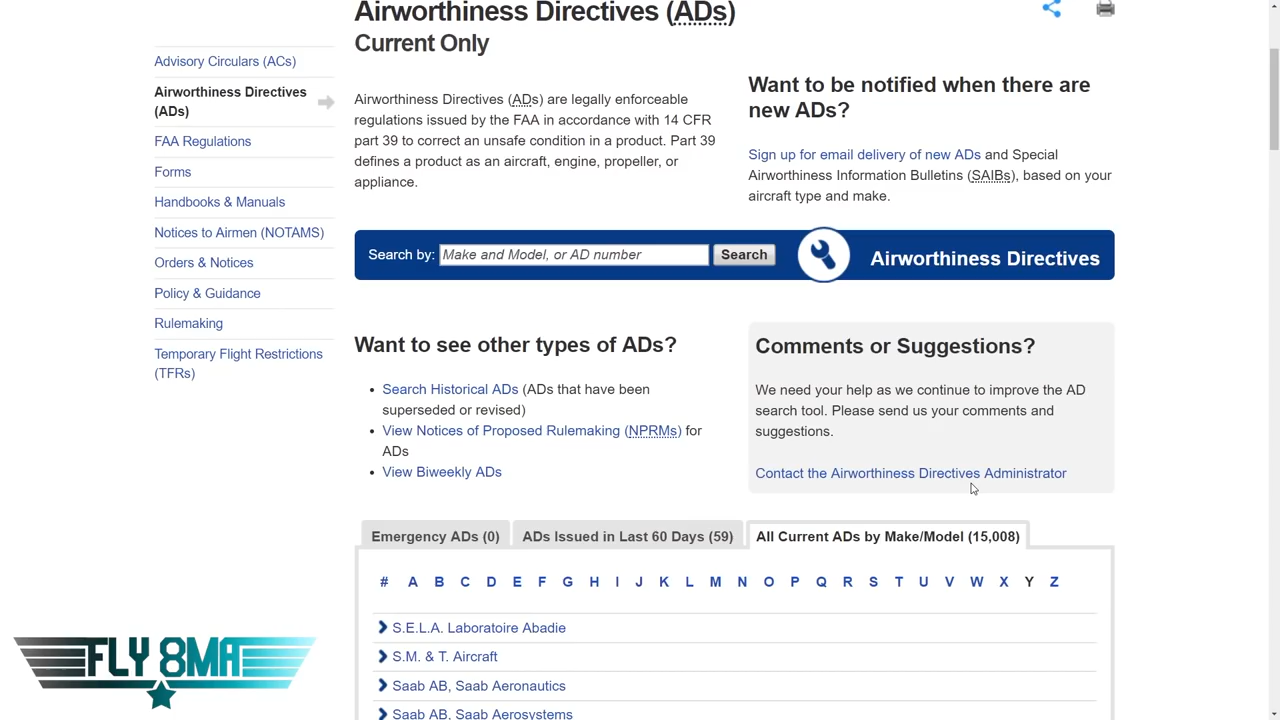 Airworthiness Directives (ADs)
Current Only
Advisory Circulars (ACs)
Airworthiness Directives
(ADs)
FAA Regulations
Forms
Handbooks & Manuals
Notices to Airmen (NOTAMS)
Orders & Notices
Policy & Guidance
Rulemaking
Temporary Flight Restrictions
(TFRs)
Airworthiness Directives (ADs) are legally enforceable
regulations issued by the FAA in accordance with 14 CFR
part 39 to correct an unsafe condition in a product. Part 39
defines a product as an aircraft, engine, propeller, or
appliance.
Want to be notified when there are
new ADs?
Sign up for email delivery of new ADs and Special
Airworthiness Information Bulletins (SAIBs), based on your
aircraft type and make.
Search by: Make and Model, or AD number Search Airworthiness Directives
Want to see other types of ADs?
• Search Historical ADs (ADs that have been
superseded or revised)
• View Notices of Proposed Rulemaking (NPRMs) for
ADs
• View Biweekly ADs
Comments or Suggestions?
We need your help as we continue to improve the AD
search tool. Please send us your comments and
suggestions.
Contact the Airworthiness Directives Administrator
Emergency ADs (0) ADs Issued in Last 60 Days (59) All Current ADs by Make/Model (15,008)
# A B C D E F G H I J K L M N O P Q R S T U V W X Y Z
S.E.L.A. Laboratoire Abadie
S.M. & T. Aircraft
Saab AB, Saab Aeronautics
Saab AB, Saab Aerosystems
FLY 8MA